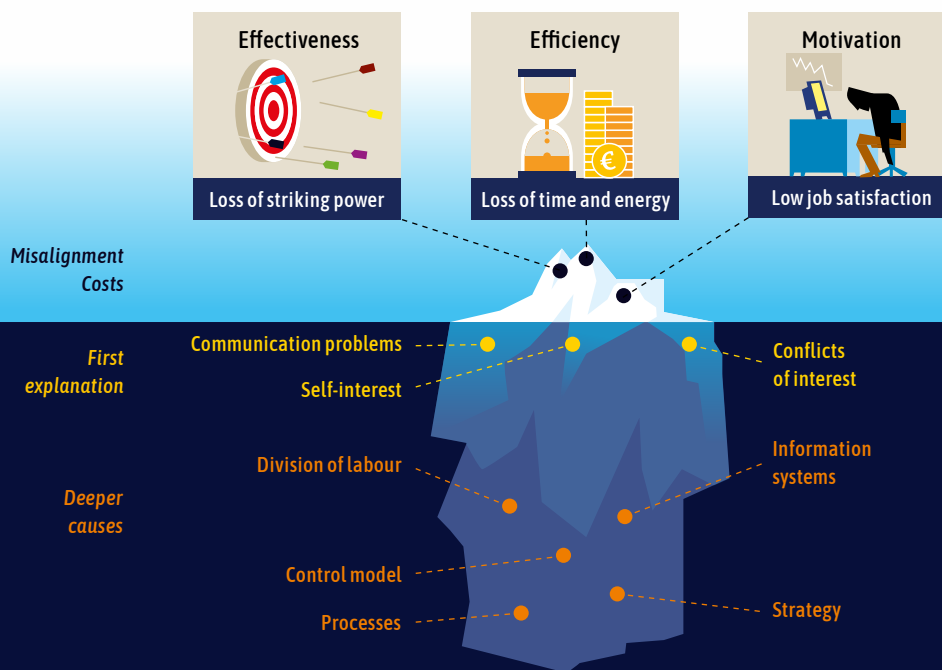 Effectiveness
Efficiency
Motivation
€
Loss of striking power
Loss of time and energy
Low job satisfaction
Misalignment
Costs
First
explanation
Communication problems
Self-interest
Conflicts
of interest
Deeper
causes
Division of labour
Information
systems
Control model
Processes
Strategy